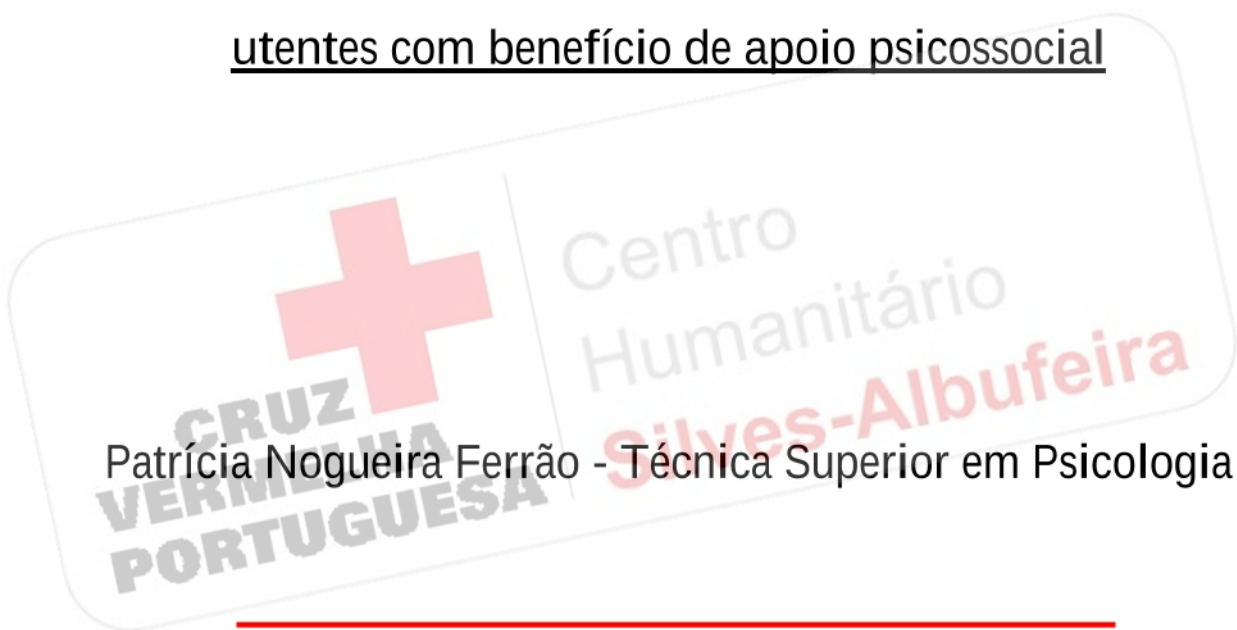 utentes com benefício de apoio psicossocial
Centro
Humanitário
Silves-Albufeira
CRUZ
VERMELHA
PORTUGUESA
Patrícia Nogueira Ferrão - Técnica Superior em Psicologia